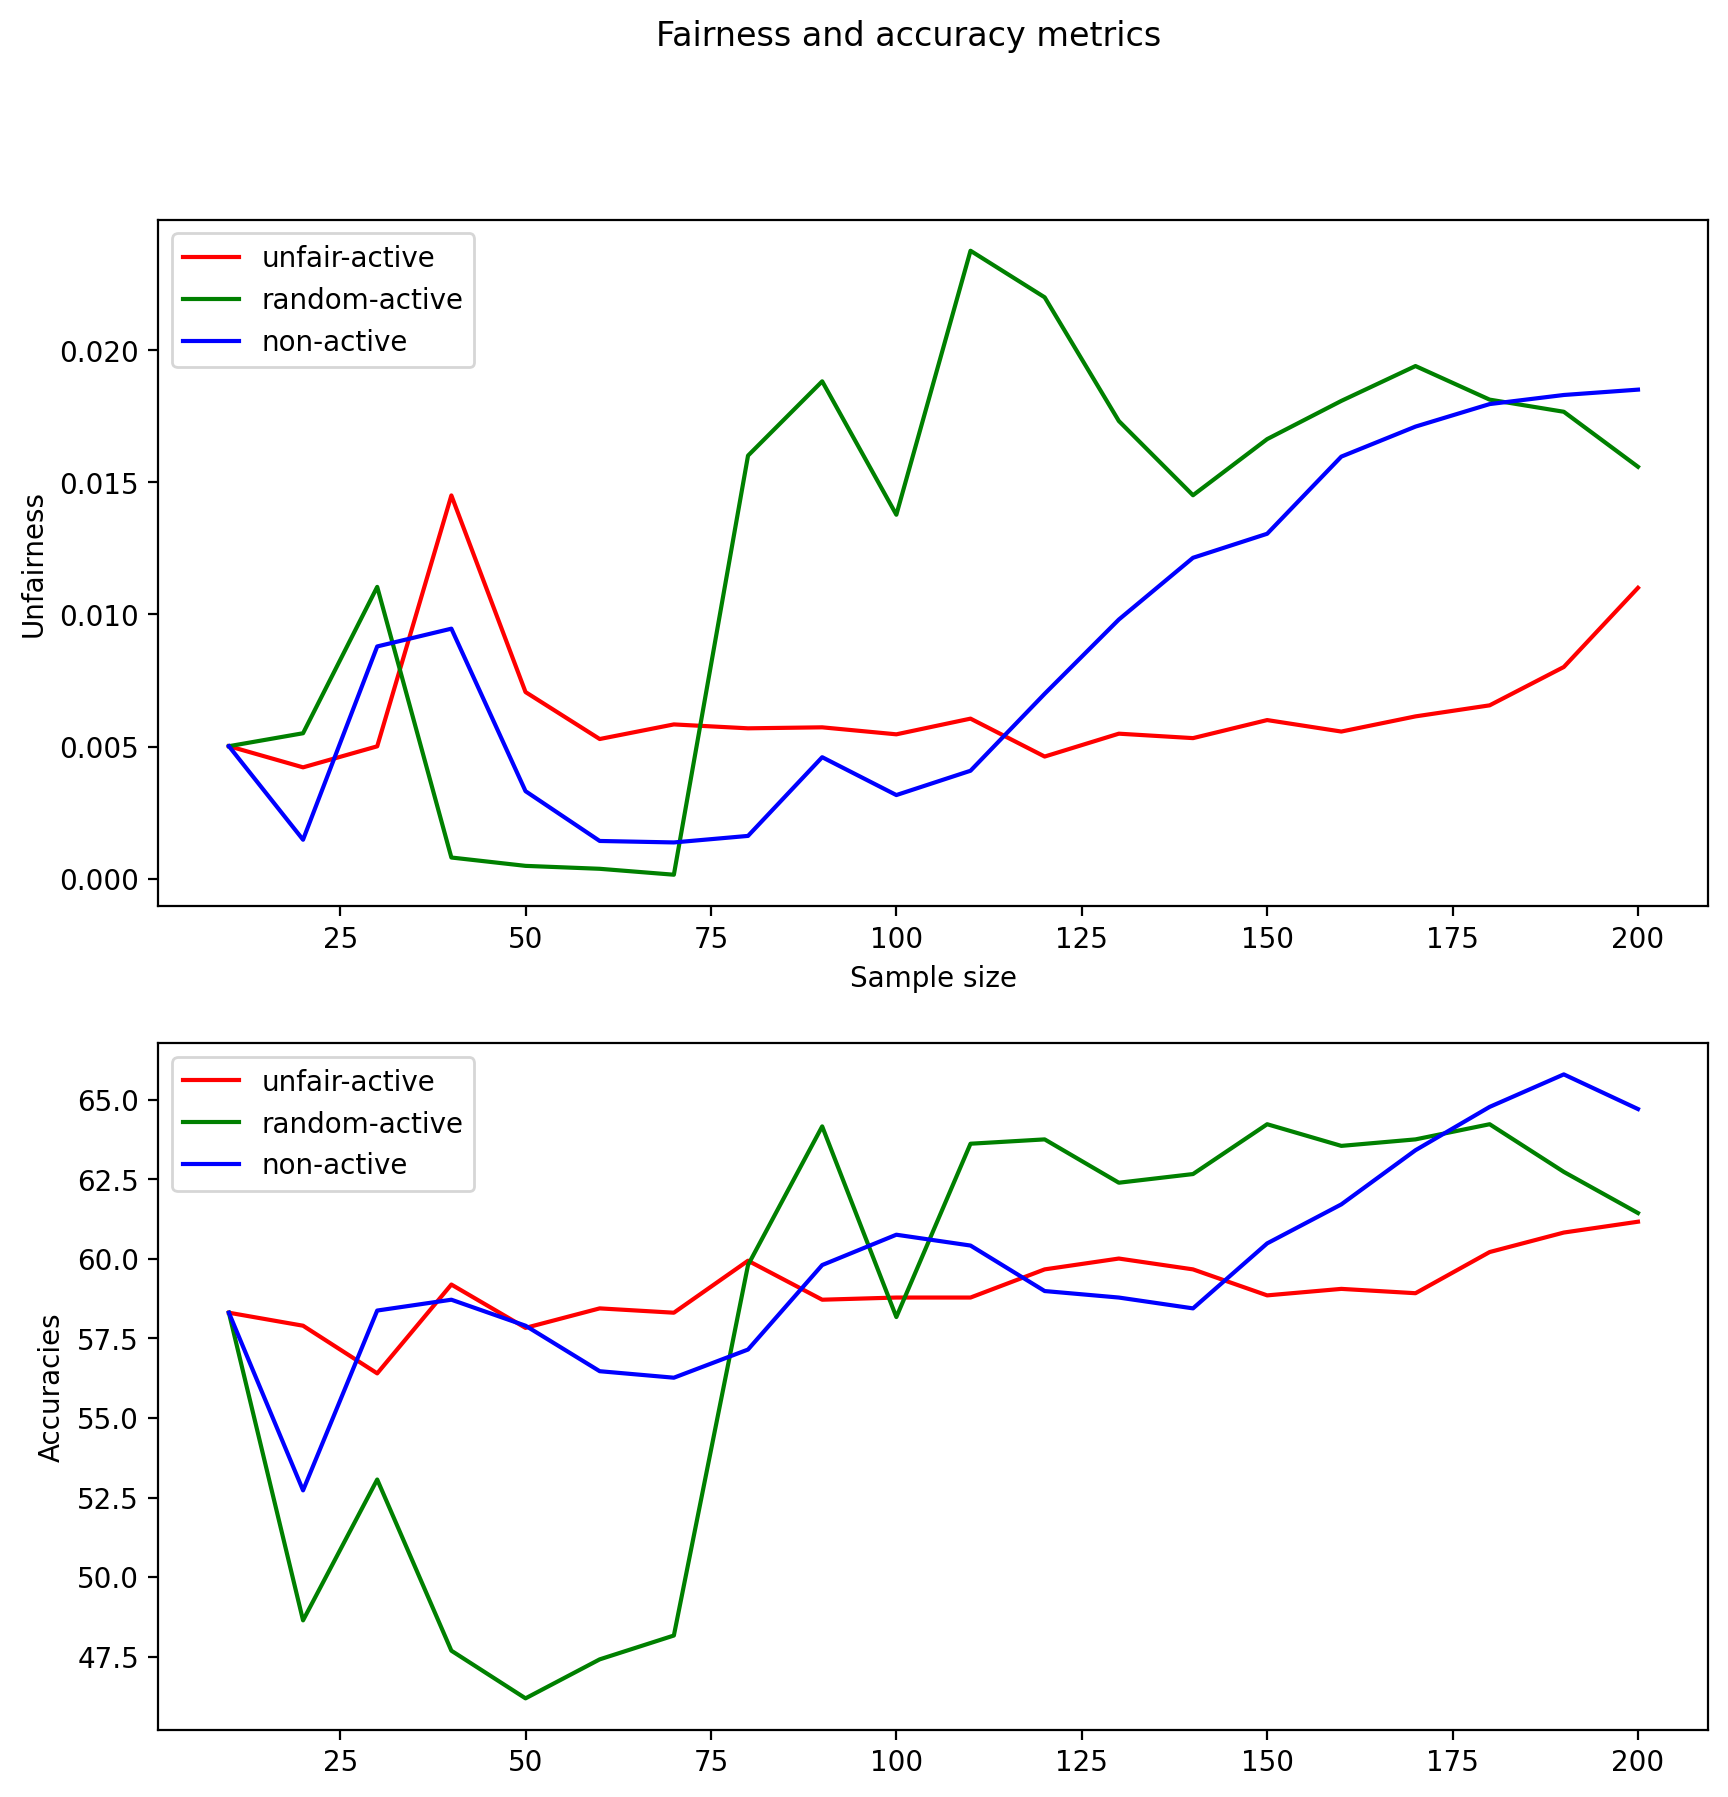 Fairness and accuracy metrics
unfair-active
random-active
non-active
0.020
0.015
0.010
0.005
0.000
Unfairness
25 50 75 100 125 150 175 200
Sample size
unfair-active
random-active
non-active
65.0
62.5
60.0
57.5
55.0
52.5
50.0
47.5
Accuracies
25 50 75 100 125 150 175 200